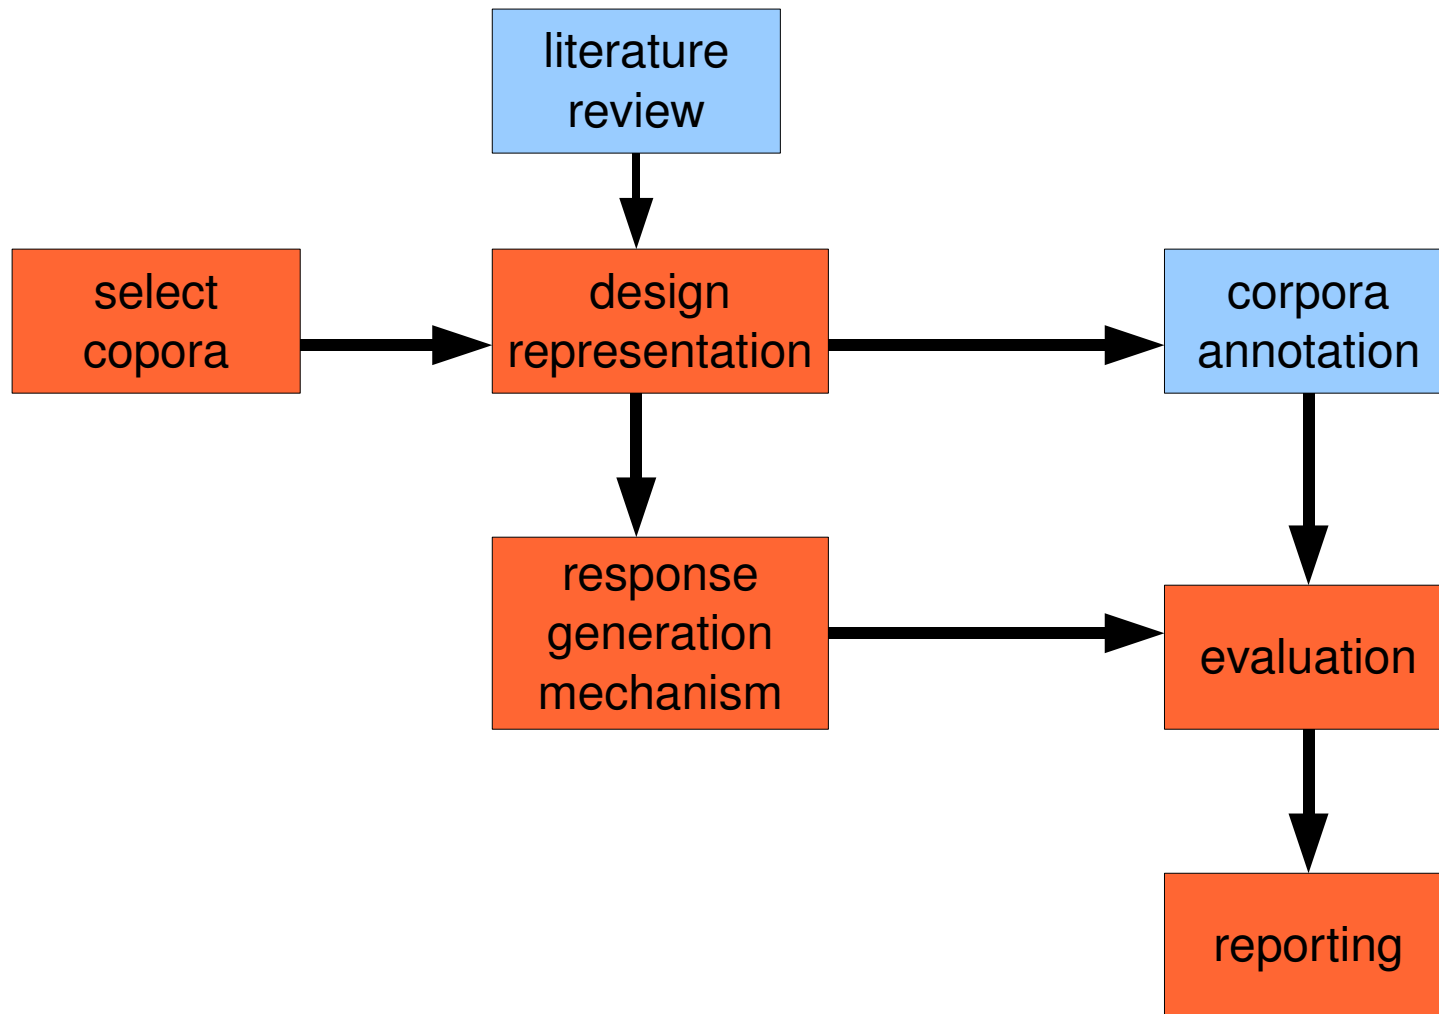 literature
review
select
copora
design
representation
corpora
annotation
response
generation
mechanism
evaluation
reporting